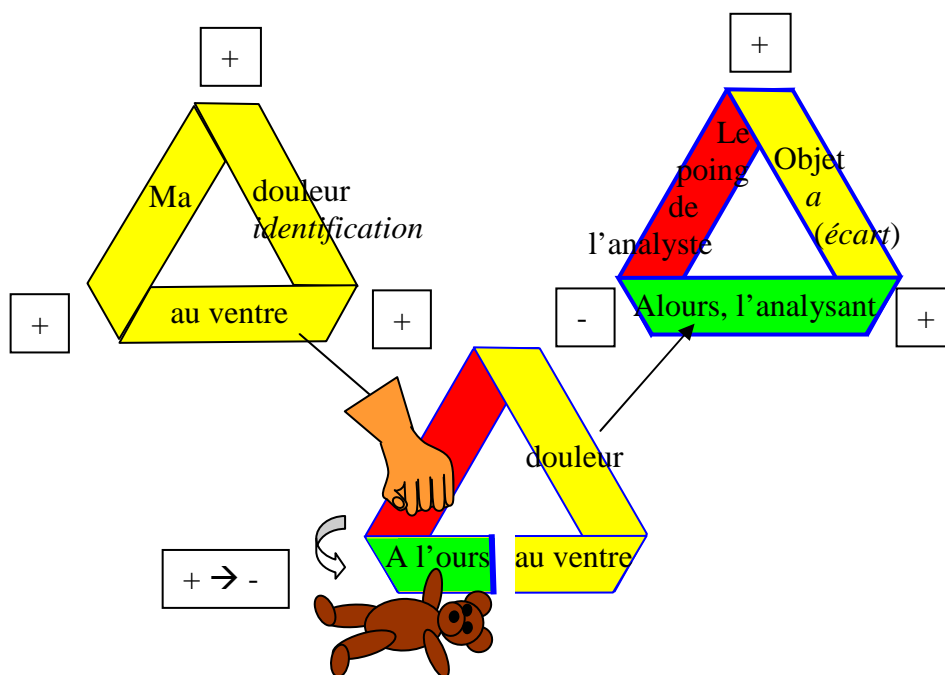 +
Ma
douleur
identification
au ventre
+
+
+
Le
poing
de
l’analyste
Objet
a
(écart)
Alours, l’analysant
-
+
douleur
A l’ours
au ventre
+ → -